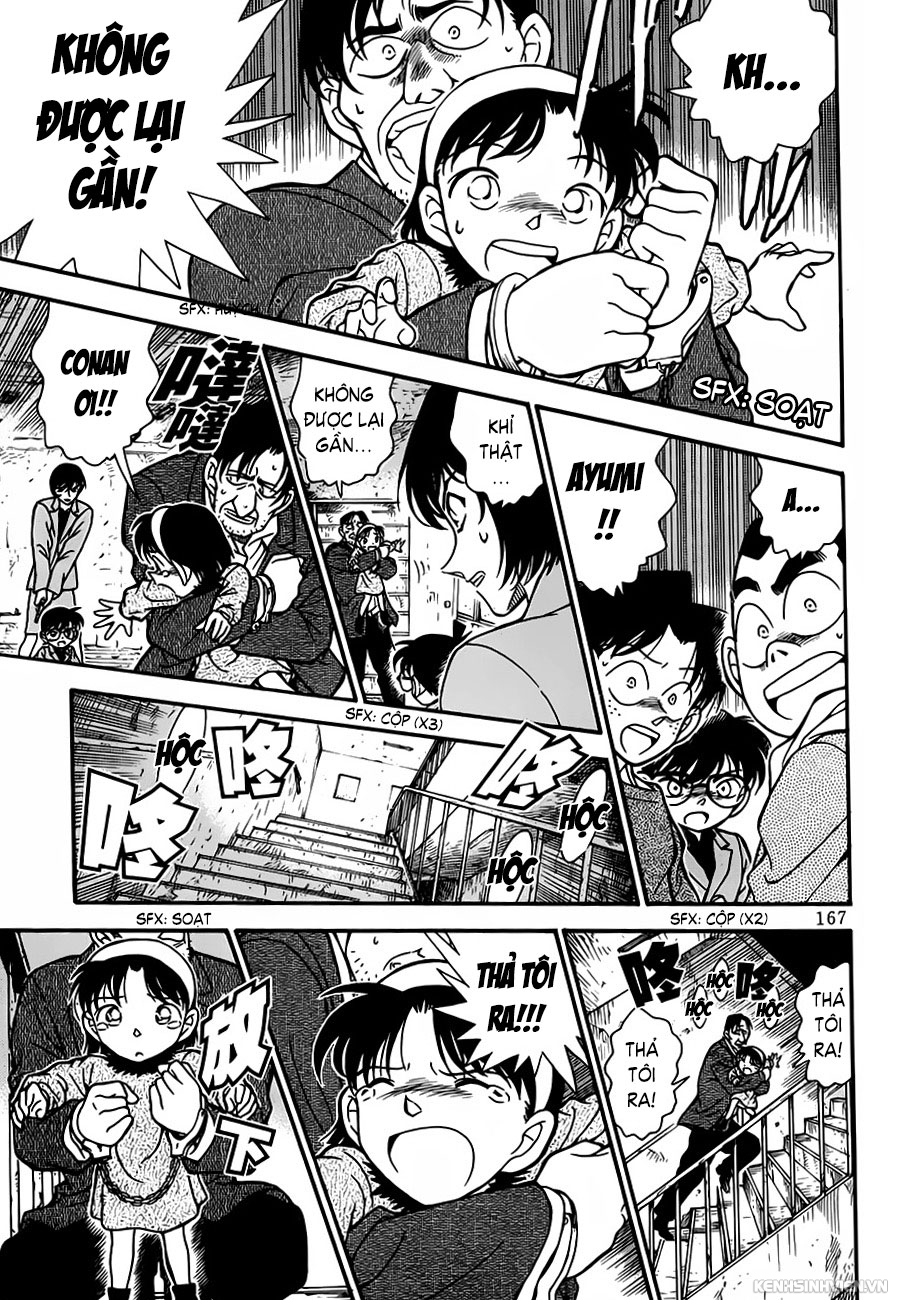 KH...
KHÔNG
ĐƯỢC LẠI
GẦN!
SFX: SOẠT
A...
AYUMI
!!
KHỈ
THẬT
...
KHÔNG
ĐƯỢC LẠI
GẦN...
噠
噠
CONAN
ƠI!!
SFX: CỘP (X3)
咚
咚
咚
HỘC
HỘC
HỘC
SFX: CỘP (X2)
167
SFX: SOẠT
THẢ
TÔI
RA!
咚
咚
HỘC
HỘC
HỘC
THẢ
TÔI
RA!
THẢ TÔI
RA!!!
放
下
KENHSINHVIEN.VN